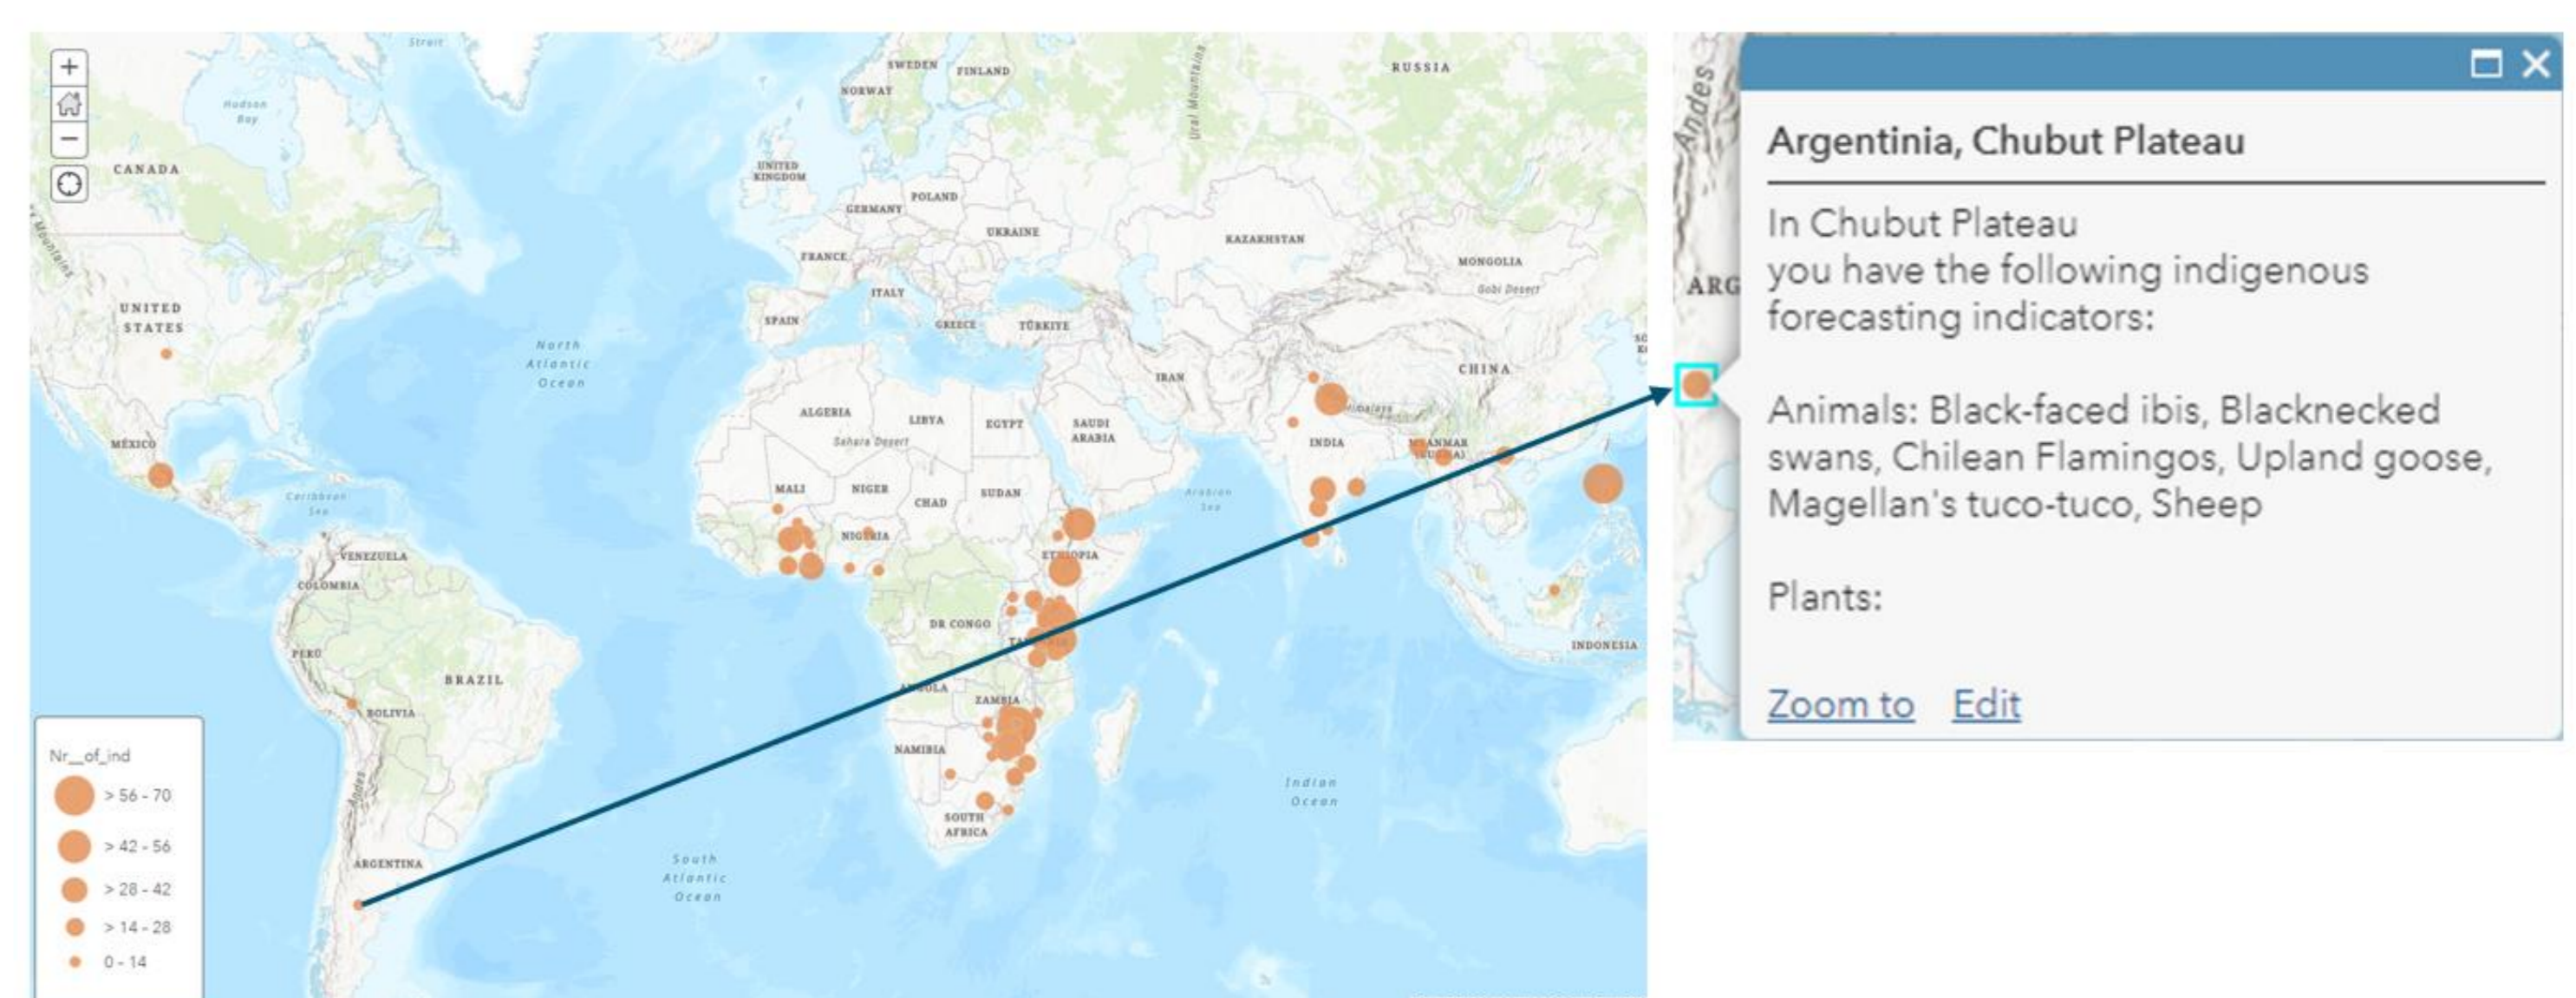 Strait
SWEDEN
FINLAND
NORWAY
RUSSIA
Ural Mountains
Hudson
Bay
CANADA
UNITED
KINGDOM
POLAND
GERMANY
UKRAINE
KAZAKHSTAN
FRANCE
MONGOLIA
Gobi Desert
ITALY
UNITED
STATES
SPAIN
GREECE
TÜRKIYE
North
Atlantic
Ocean
IRAN
CHINA
Himalaya
ALGERIA
LIBYA
EGYPT
SAUDI
ARABIA
Sahara Desert
MÉXICO
INDIA
MALI
NIGER
CHAD
SUDAN
Caribbean
Sea
Arabian
Sea
VENEZUELA
COLOMBIA
DR CONGO
INDONESIA
PERÚ
BRAZIL
ZAMBIA
BOLIVIA
NAMIBIA
Indian
Ocean
SOUTH
AFRICA
Andes
ARGENTINA
South
Atlantic
Ocean
Nr__of_ind
> 56 - 70
> 42 - 56
> 28 - 42
> 14 - 28
0 - 14
Andes
ARG
Argentinia, Chubut Plateau
In Chubut Plateau
you have the following indigenous
forecasting indicators:
Animals: Black-faced ibis, Blacknecked
swans, Chilean Flamingos, Upland goose,
Magellan's tuco-tuco, Sheep
Plants:
Zoom to Edit